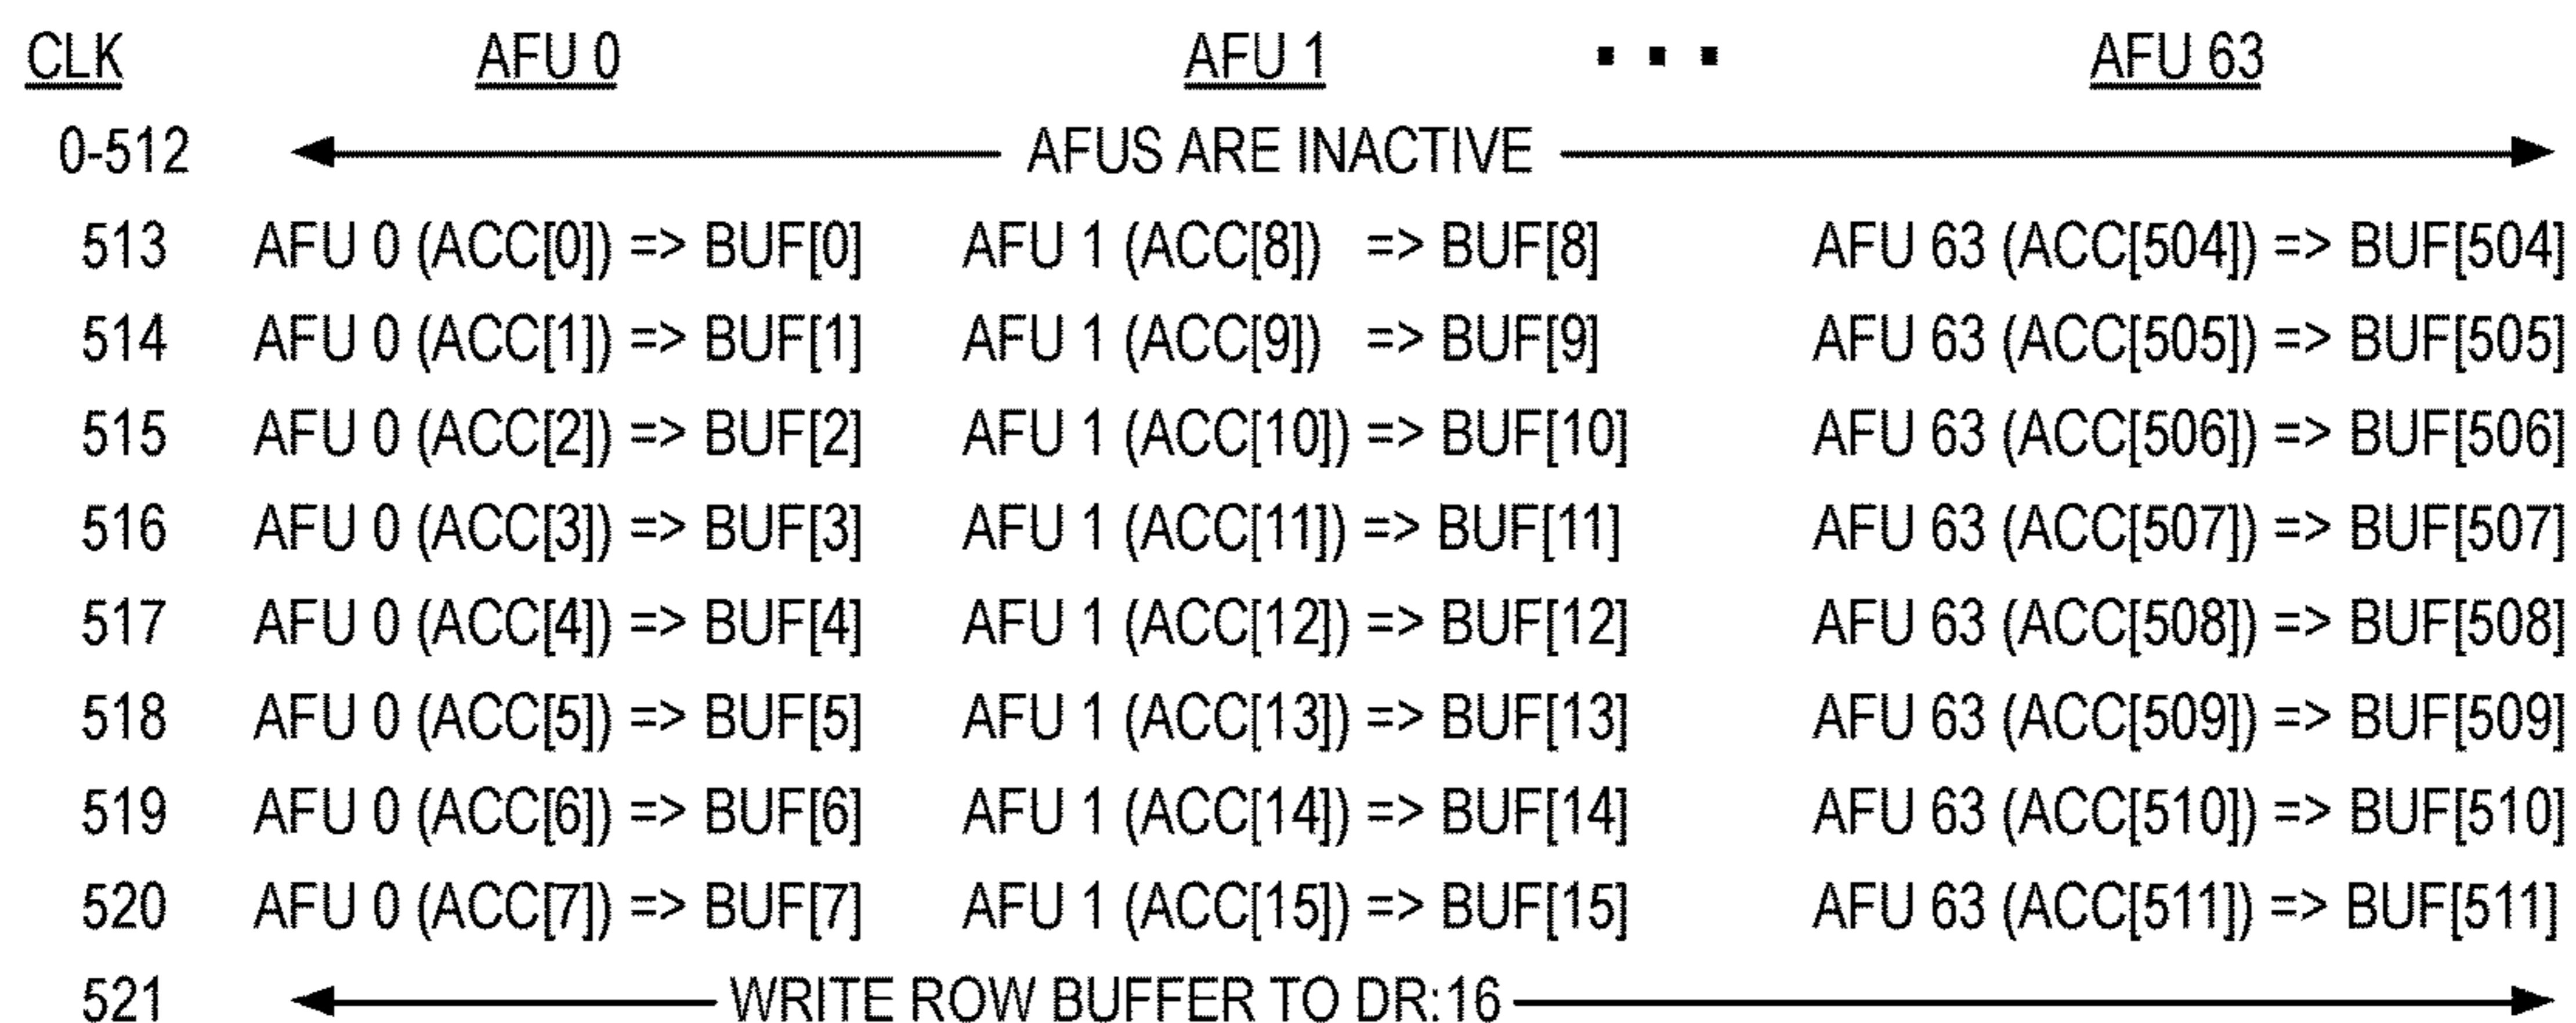 CLK AFU 0 AFU 1 ... AFU 63
0-512 AFUS ARE INACTIVE
513 AFU 0 (ACC[0]) => BUF[0] AFU 1 (ACC[8]) => BUF[8] AFU 63 (ACC[504]) => BUF[504]
514 AFU 0 (ACC[1]) => BUF[1] AFU 1 (ACC[9]) => BUF[9] AFU 63 (ACC[505]) => BUF[505]
515 AFU 0 (ACC[2]) => BUF[2] AFU 1 (ACC[10]) => BUF[10] AFU 63 (ACC[506]) => BUF[506]
516 AFU 0 (ACC[3]) => BUF[3] AFU 1 (ACC[11]) => BUF[11] AFU 63 (ACC[507]) => BUF[507]
517 AFU 0 (ACC[4]) => BUF[4] AFU 1 (ACC[12]) => BUF[12] AFU 63 (ACC[508]) => BUF[508]
518 AFU 0 (ACC[5]) => BUF[5] AFU 1 (ACC[13]) => BUF[13] AFU 63 (ACC[509]) => BUF[509]
519 AFU 0 (ACC[6]) => BUF[6] AFU 1 (ACC[14]) => BUF[14] AFU 63 (ACC[510]) => BUF[510]
520 AFU 0 (ACC[7]) => BUF[7] AFU 1 (ACC[15]) => BUF[15] AFU 63 (ACC[511]) => BUF[511]
521 WRITE ROW BUFFER TO DR:16